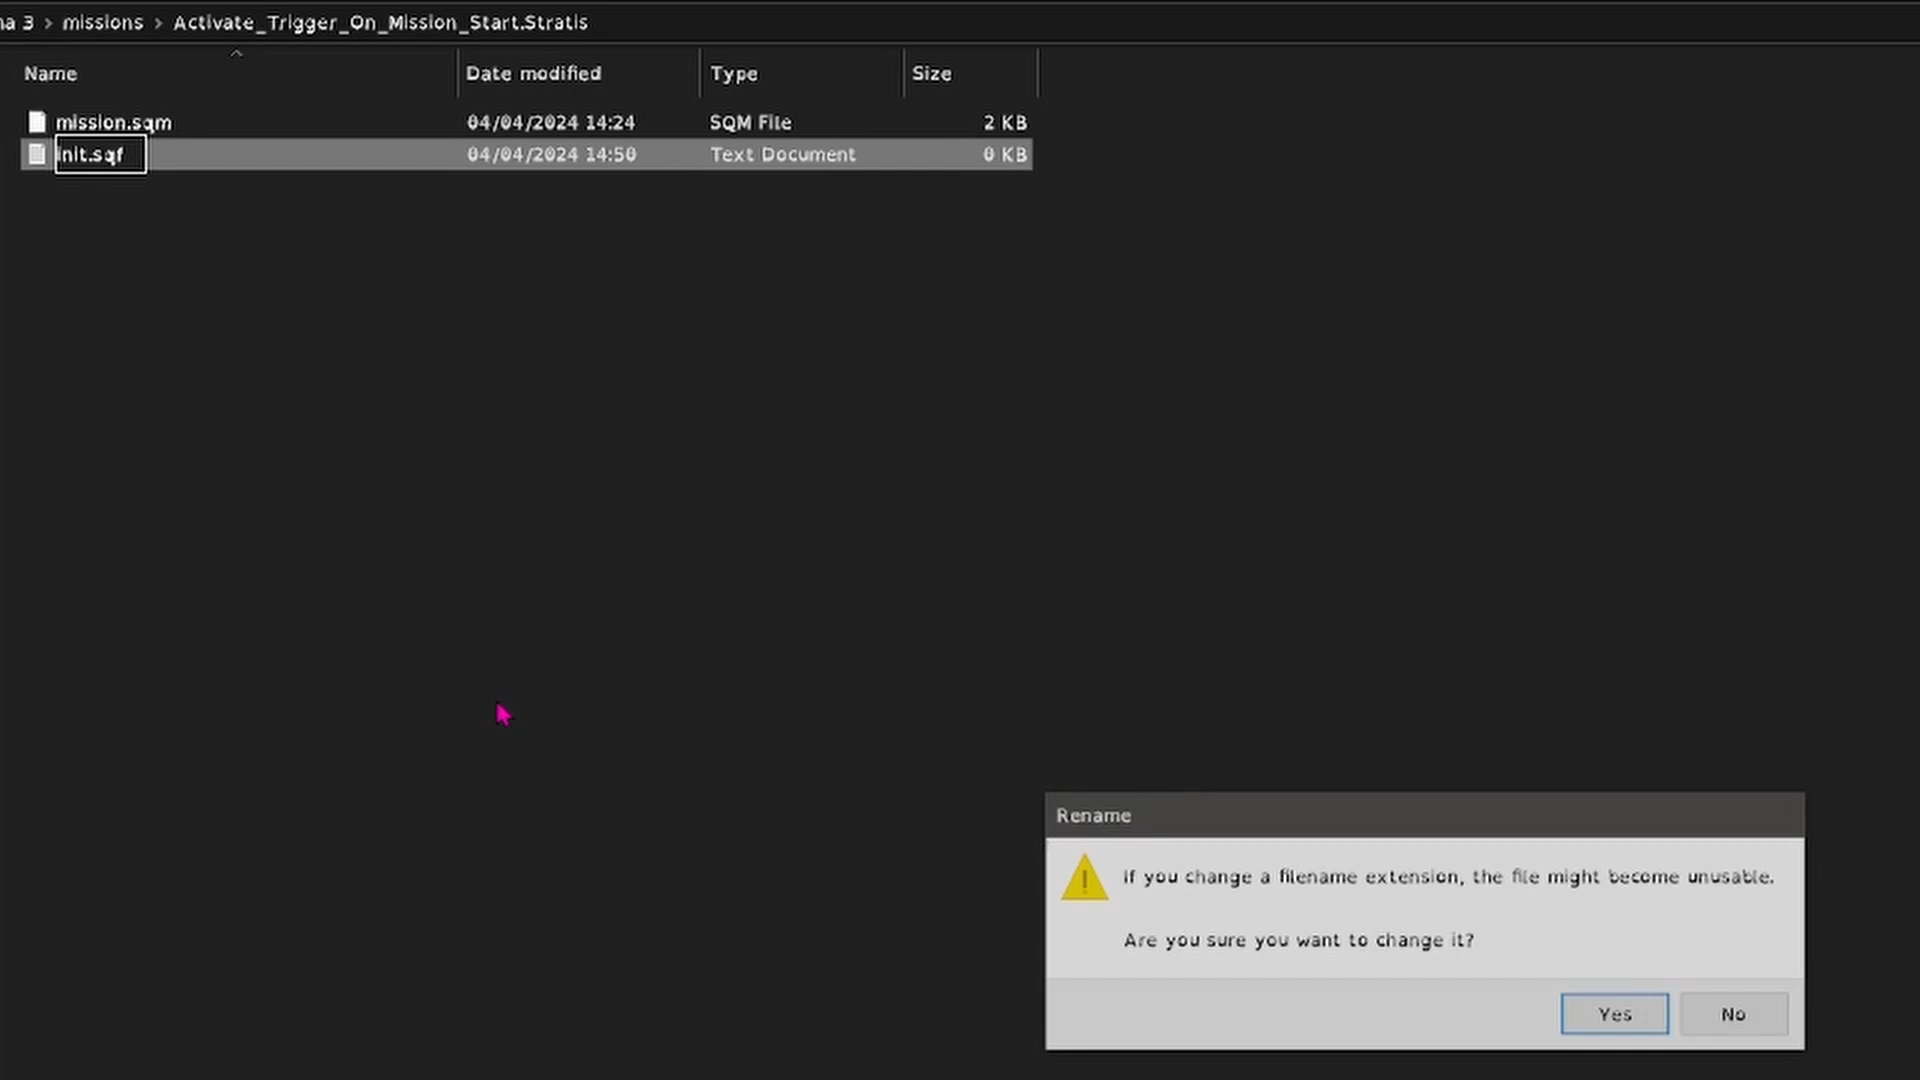 na 3 > missions > Activate_Trigger_On_Mission_Start.Stratis
Name Date modified Type Size
mission.sqm 04/04/2024 14:24 SQM File 2 KB
init.sqf 04/04/2024 14:50 Text Document 0 KB
Rename
If you change a filename extension, the file might become unusable.
Are you sure you want to change it?
Yes No